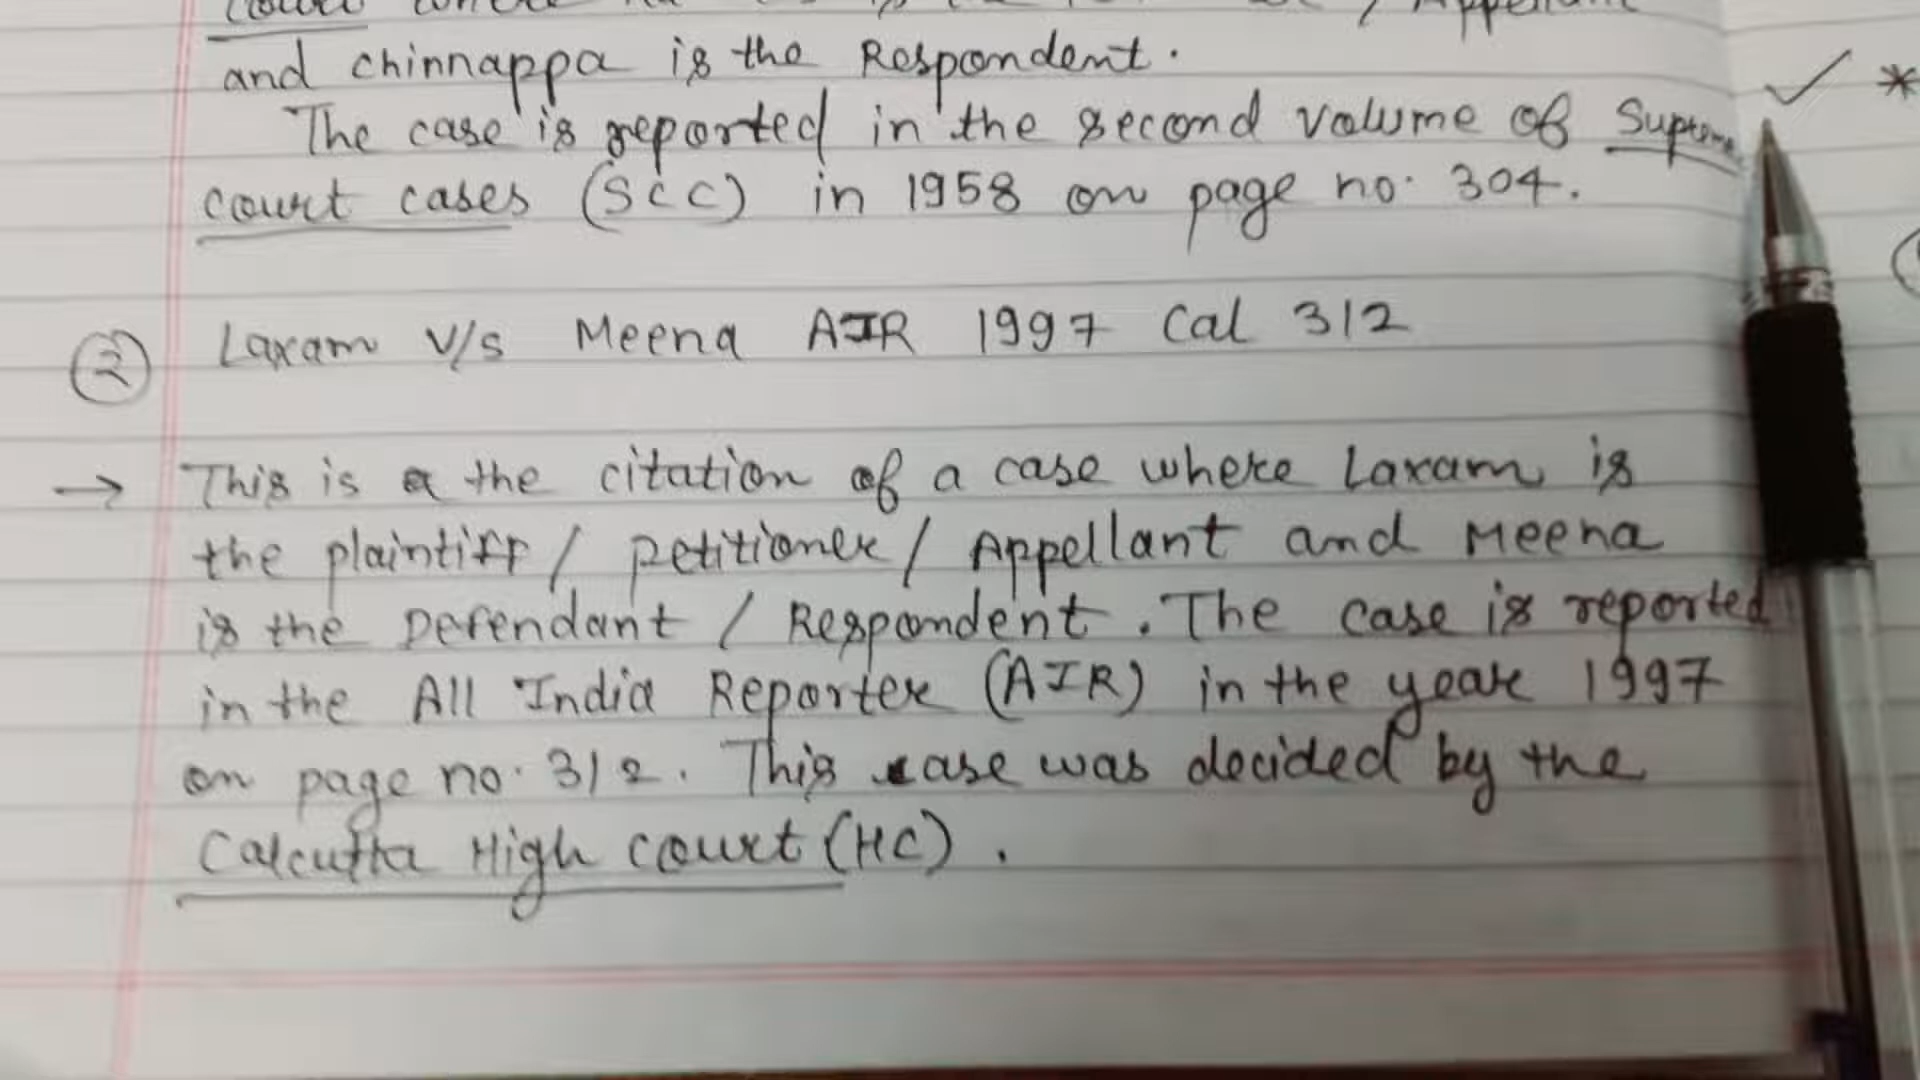 and chinnappa is the Respondent.
The case is reported in the second volume of Supreme
court cases (SCC) in 1958 on page no. 304.
② Laxam v/s Meena AIR 1997 Cal 312
→ This is a the citation of a case where Laxam is
the plaintiff / petitioner / Appellant and Meena
is the Defendant / Respondent. The case is reported
in the All India Reporter (AIR) in the year 1997
on page no. 312. This case was decided by the
Calcutta High court (HC).